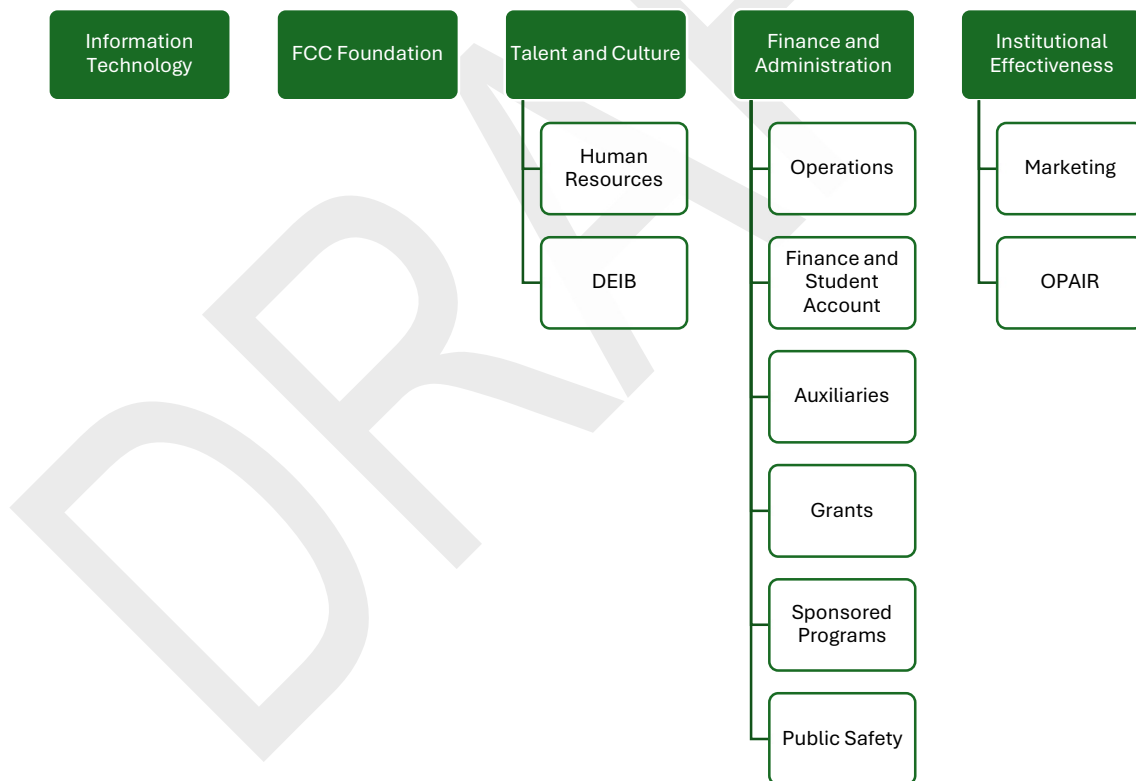 Information
Technology
FCC Foundation
Talent and Culture
Human
Resources
DEIB
Finance and
Administration
Operations
Finance and
Student
Account
Auxiliaries
Grants
Sponsored
Programs
Public Safety
Institutional
Effectiveness
Marketing
OPAIR
DRA